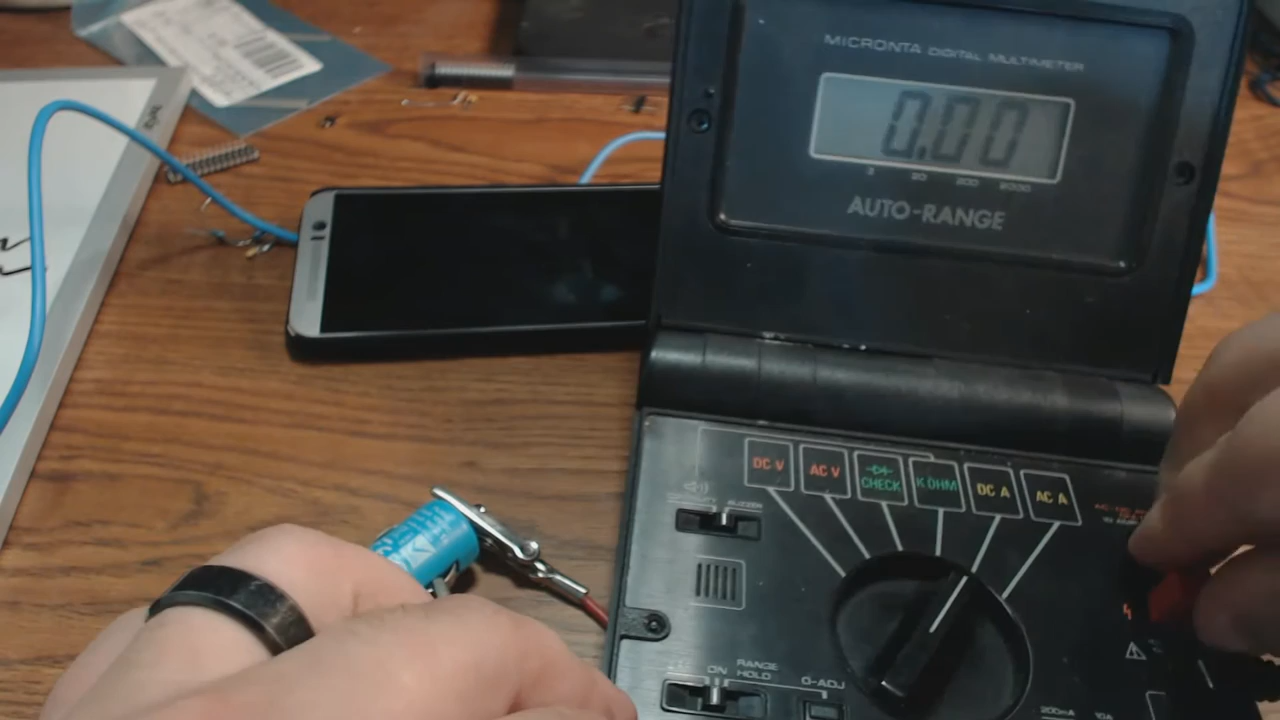 MICRONTA DIGITAL MULTIMETER
0.00
2 20 200 2000
AUTO-RANGE
DC V
AC V
CHECK
K OHM
DC A
AC A
BUZZER
ON
RANGE
HOLD
0-ADJ
200mA
10A